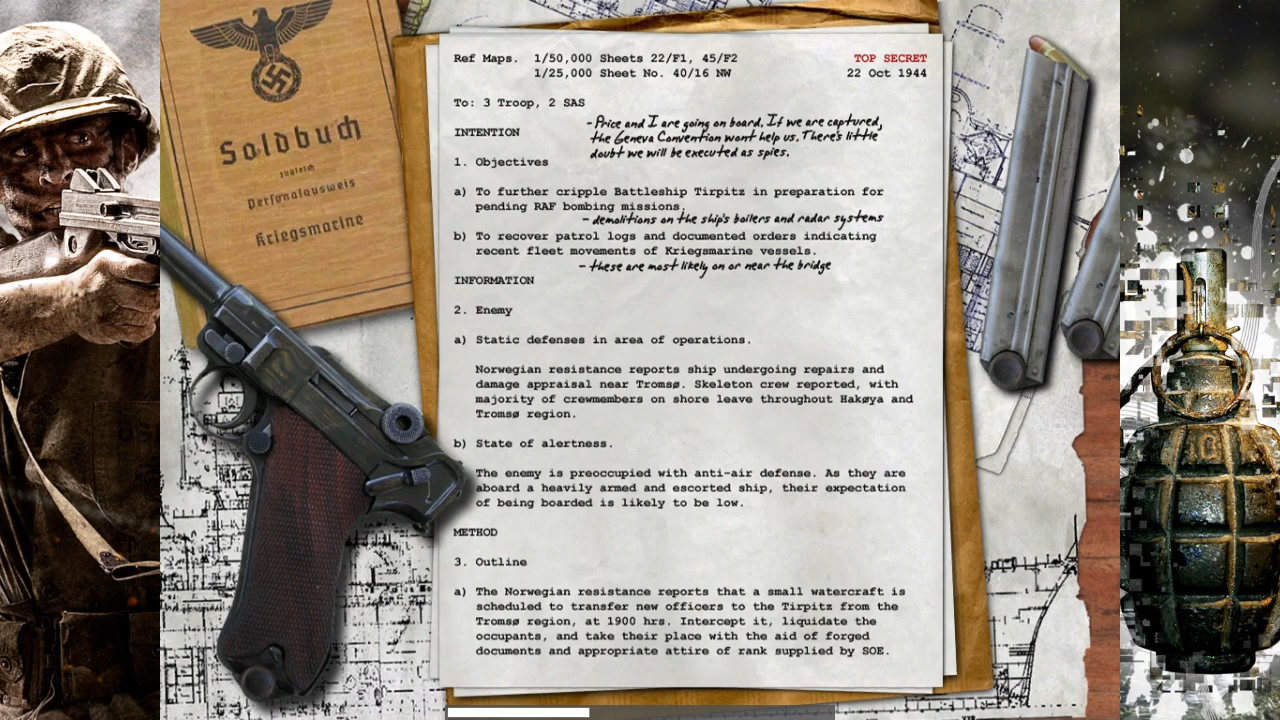 Soldbuch
zugleich
Personalausweis
Kriegsmarine
Ref Maps. 1/50,000 Sheets 22/F1, 45/F2
1/25,000 Sheet No. 40/16 NW
TOP SECRET
22 Oct 1944
To: 3 Troop, 2 SAS
- Price and I are going on board. If we are captured,
the Geneva Convention wont help us. There's little
doubt we will be executed as spies.
INTENTION
1. Objectives
a) To further cripple Battleship Tirpitz in preparation for
pending RAF bombing missions.
- demolitions on the ship's boilers and radar systems
b) To recover patrol logs and documented orders indicating
recent fleet movements of Kriegsmarine vessels.
- these are most likely on or near the bridge
INFORMATION
2. Enemy
a) Static defenses in area of operations.
Norwegian resistance reports ship undergoing repairs and
damage appraisal near Tromsø. Skeleton crew reported, with
majority of crewmembers on shore leave throughout Hakøya and
Tromsø region.
b) State of alertness.
The enemy is preoccupied with anti-air defense. As they are
aboard a heavily armed and escorted ship, their expectation
of being boarded is likely to be low.
METHOD
3. Outline
a) The Norwegian resistance reports that a small watercraft is
scheduled to transfer new officers to the Tirpitz from the
Tromsø region, at 1900 hrs. Intercept it, liquidate the
occupants, and take their place with the aid of forged
documents and appropriate attire of rank supplied by SOE.